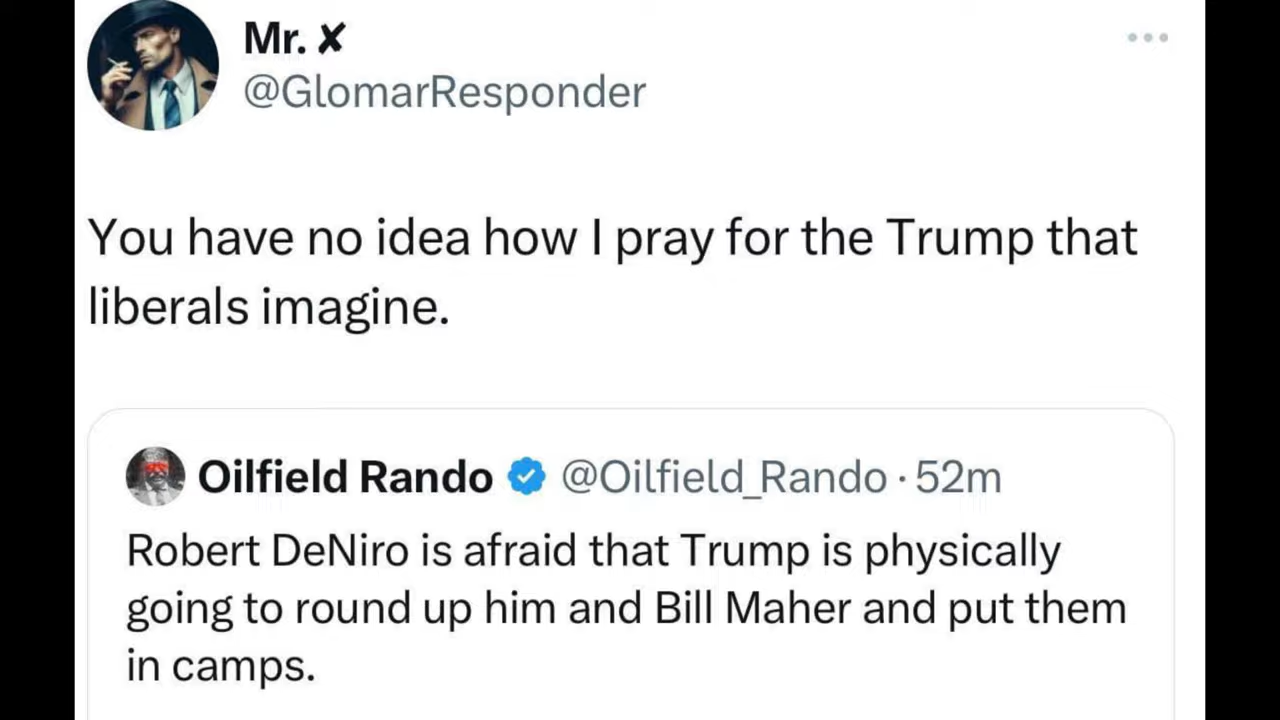 Mr. ✘
@GlomarResponder
You have no idea how I pray for the Trump that
liberals imagine.
Oilfield Rando @Oilfield_Rando · 52m
Robert DeNiro is afraid that Trump is physically
going to round up him and Bill Maher and put them
in camps.